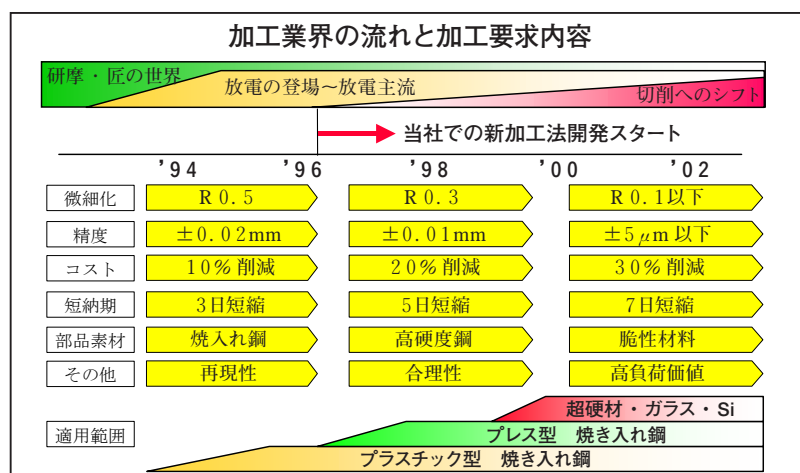 加工業界の流れと加工要求内容
研摩・匠の世界
放電の登場~放電主流
切削へのシフト
当社での新加工法開発スタート
’94 ’96 ’98 ’00 ’02
微細化 R0.5 R0.3 R0.1以下
精度 ±0.02mm ±0.01mm ±5μm以下
コスト 10%削減 20%削減 30%削減
短納期 3日短縮 5日短縮 7日短縮
部品素材 焼入れ鋼 高硬度鋼 脆性材料
その他 再現性 合理性 高負荷価値
適用範囲
超硬材・ガラス・Si
プレス型 焼き入れ鋼
プラスチック型 焼き入れ鋼